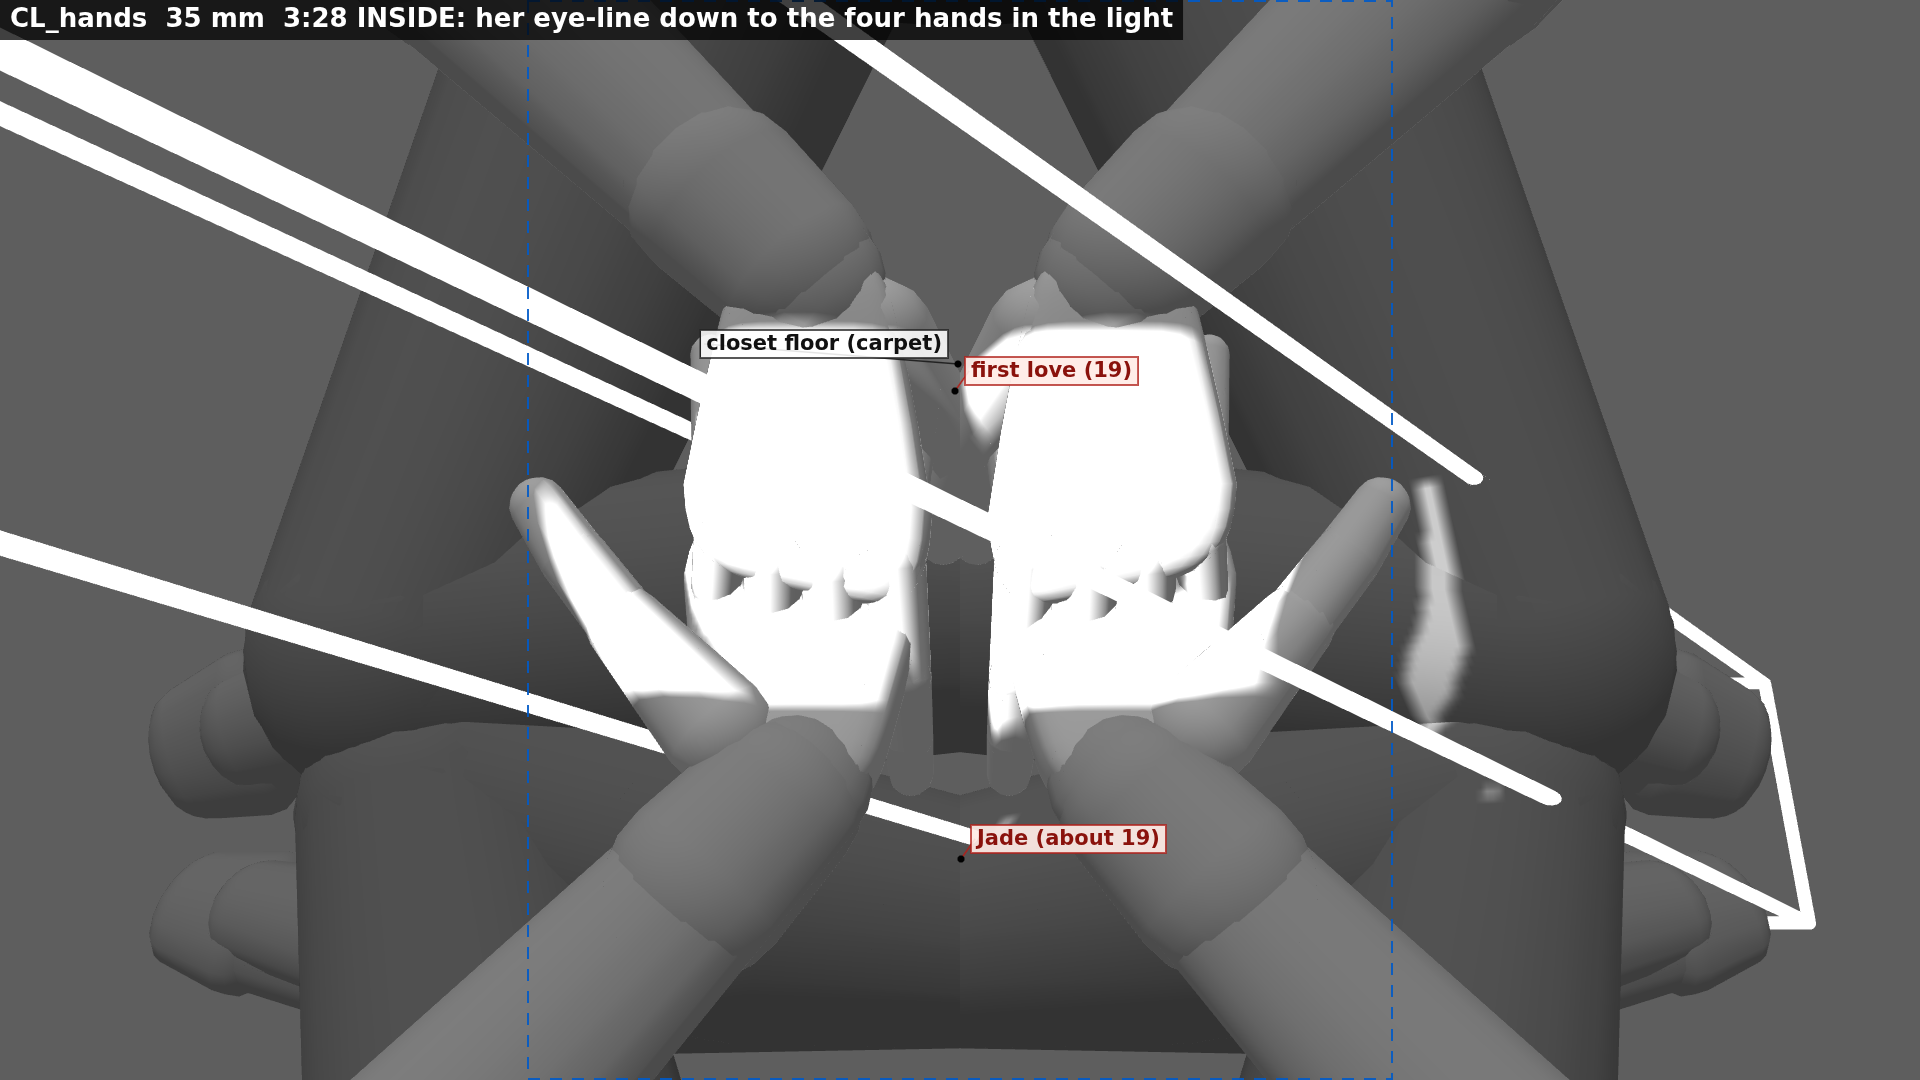 CL_hands 35 mm 3:28 INSIDE: her eye-line down to the four hands in the light
closet floor (carpet)
first love (19)
Jade (about 19)